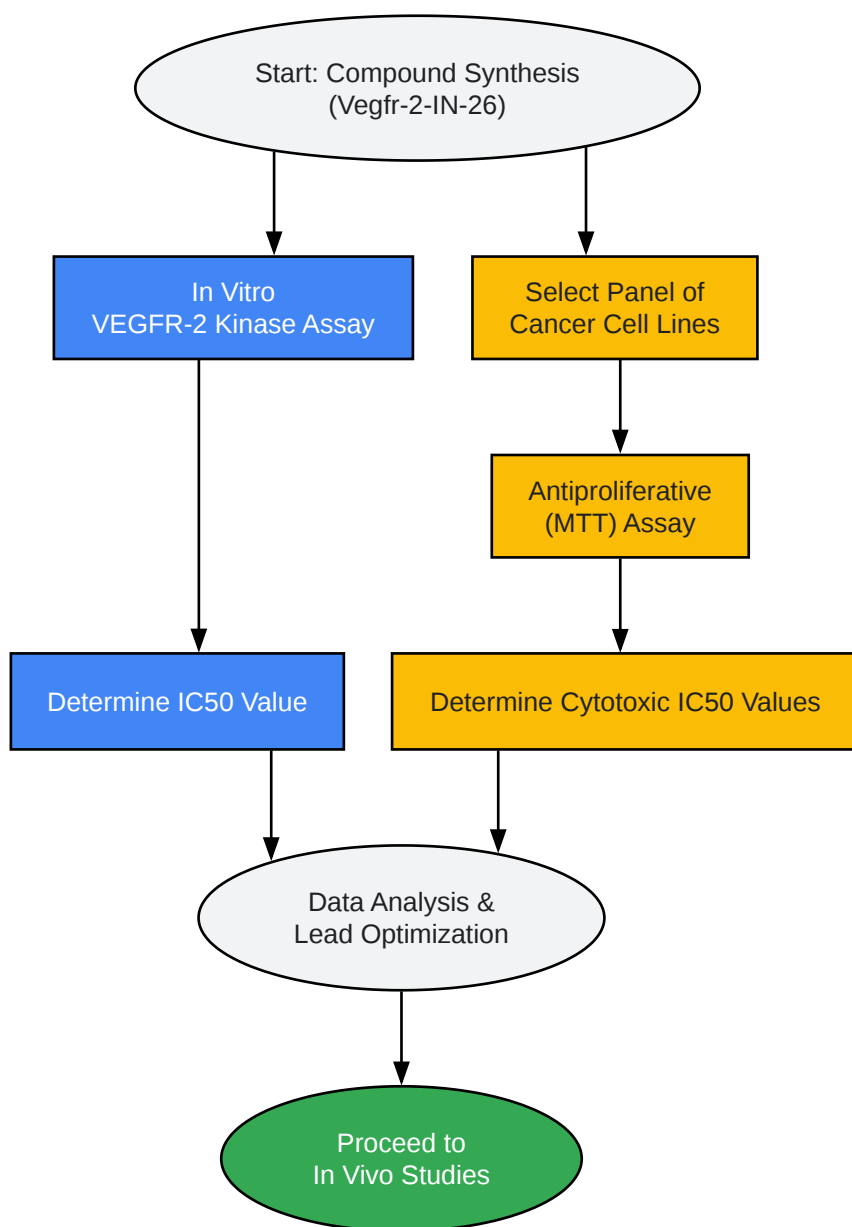 Start: Compound Synthesis
(Vegfr-2-IN-26)
In Vitro
VEGFR-2 Kinase Assay
Select Panel of
Cancer Cell Lines
Antiproliferative
(MTT) Assay
Determine IC50 Value
Determine Cytotoxic IC50 Values
Data Analysis &
Lead Optimization
Proceed to
In Vivo Studies